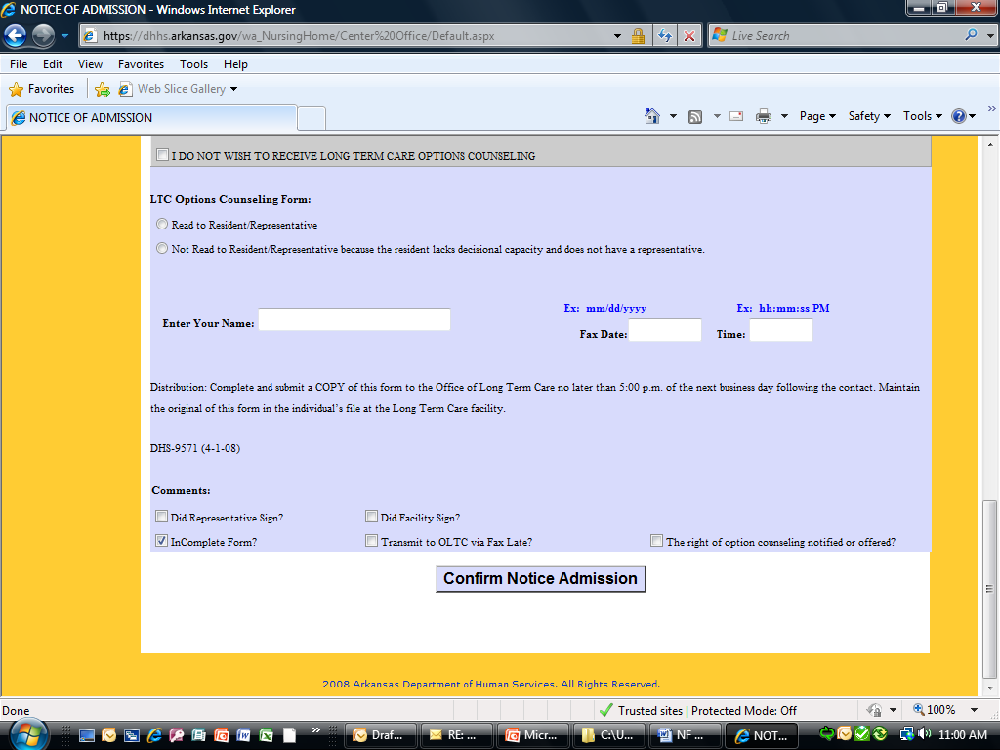 NOTICE OF ADMISSION - Windows Internet Explorer
https://dhhs.arkansas.gov/wa_NursingHome/Center%20Office/Default.aspx
Live Search
File Edit View Favorites Tools Help
Favorites Web Slice Gallery
NOTICE OF ADMISSION Page Safety Tools »
I DO NOT WISH TO RECEIVE LONG TERM CARE OPTIONS COUNSELING
LTC Options Counseling Form:
Read to Resident/Representative
Not Read to Resident/Representative because the resident lacks decisional capacity and does not have a representative.
Ex: mm/dd/yyyy Ex: hh:mm:ss PM
Enter Your Name: Fax Date: Time:
Distribution: Complete and submit a COPY of this form to the Office of Long Term Care no later than 5:00 p.m. of the next business day following the contact. Maintain
the original of this form in the individual's file at the Long Term Care facility.
DHS-9571 (4-1-08)
Comments:
Did Representative Sign? Did Facility Sign?
InComplete Form? Transmit to OLTC via Fax Late? The right of option counseling notified or offered?
Confirm Notice Admission
2008 Arkansas Department of Human Services. All Rights Reserved.
Done Trusted sites | Protected Mode: Off 100%
» Draf... RE: ... Micr... C:\U... NF ... NOT... 11:00 AM